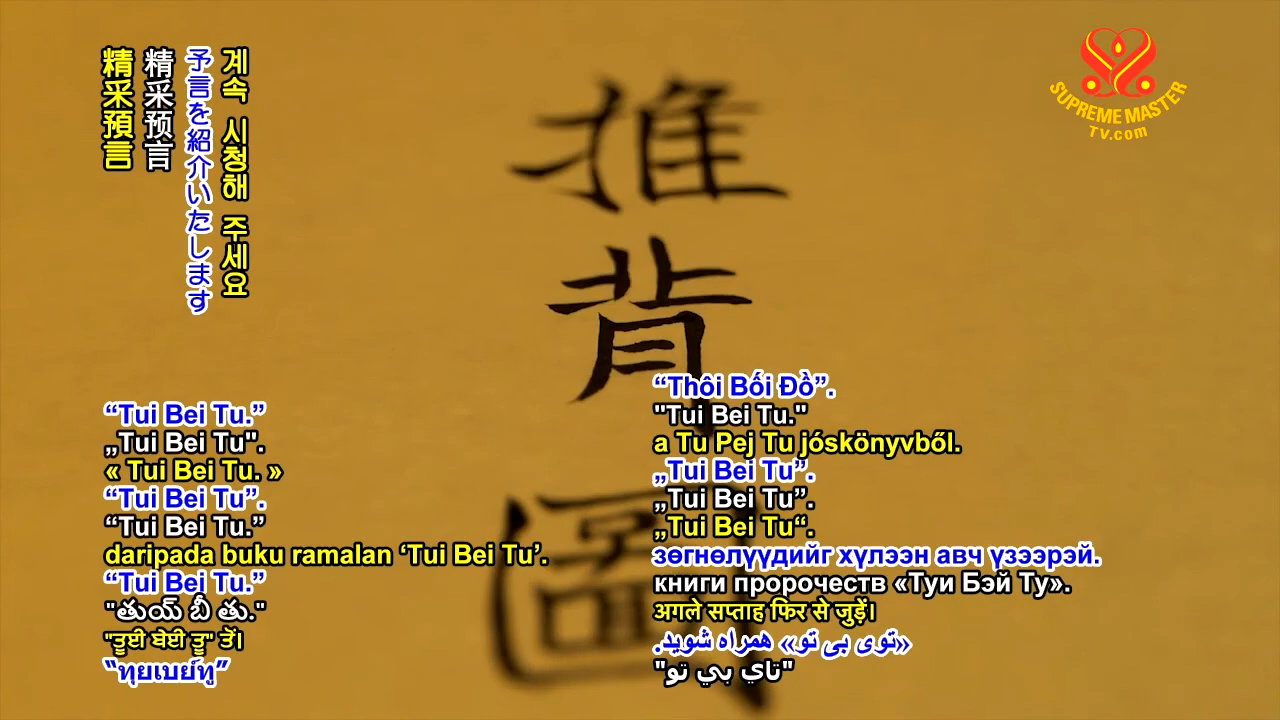 精采預言
精采预言
予言を紹介いたします
계속 시청해 주세요
推背圖
SUPREME MASTER
TV.com
“Tui Bei Tu.”
„Tui Bei Tu".
« Tui Bei Tu. »
“Tui Bei Tu”.
“Tui Bei Tu.”
daripada buku ramalan ‘Tui Bei Tu’.
“Tui Bei Tu.”
"తుయ్ బీ తు."
"ਤੂਈ ਬੇਈ ਤੂ" ਤੋਂ।
“ทุยเบย์ทู”
“Thôi Bối Đồ”.
"Tui Bei Tu."
a Tu Pej Tu jóskönyvből.
„Tui Bei Tu”.
„Tui Bei Tu”.
„Tui Bei Tu“.
зөгнөлүүдийг хүлээн авч үзээрэй.
книги пророчеств «Туи Бэй Ту».
अगले सप्ताह फिर से जुड़ें।
«توی بی تو» همراه شوید.
"تاي بي تو"